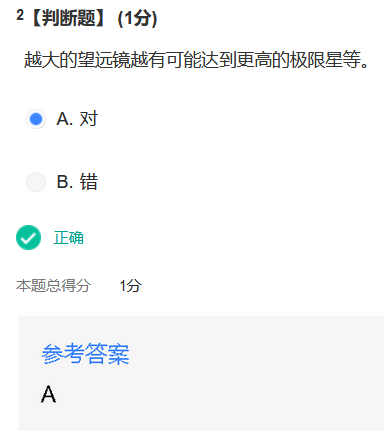 2【判断题】 (1分)
越大的望远镜越有可能达到更高的极限星等。
A. 对
B. 错
正确
本题总得分 1分
参考答案
A